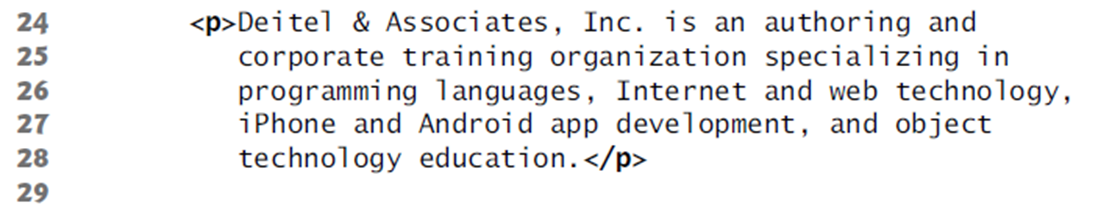 24 <p>Deitel & Associates, Inc. is an authoring and
25 corporate training organization specializing in
26 programming languages, Internet and web technology,
27 iPhone and Android app development, and object
28 technology education.</p>
29